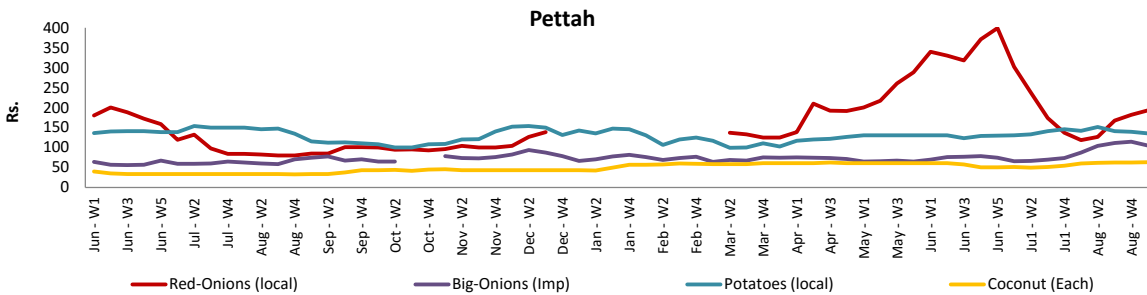 Pettah
400
350
300
250
200
150
100
50
0
Rs.
Jun - W1
Jun - W3
Jun - W5
Jul - W2
Jul - W4
Aug - W2
Aug - W4
Sep - W2
Sep - W4
Oct - W2
Oct - W4
Nov - W2
Nov - W4
Dec - W2
Dec - W4
Jan - W2
Jan - W4
Feb - W2
Feb - W4
Mar - W2
Mar - W4
Apr - W1
Apr - W3
May - W1
May - W3
Jun - W1
Jun - W3
Jun - W5
Jul - W2
Jul1 - W4
Aug - W2
Aug - W4
Red-Onions (local) Big-Onions (Imp) Potatoes (local) Coconut (Each)